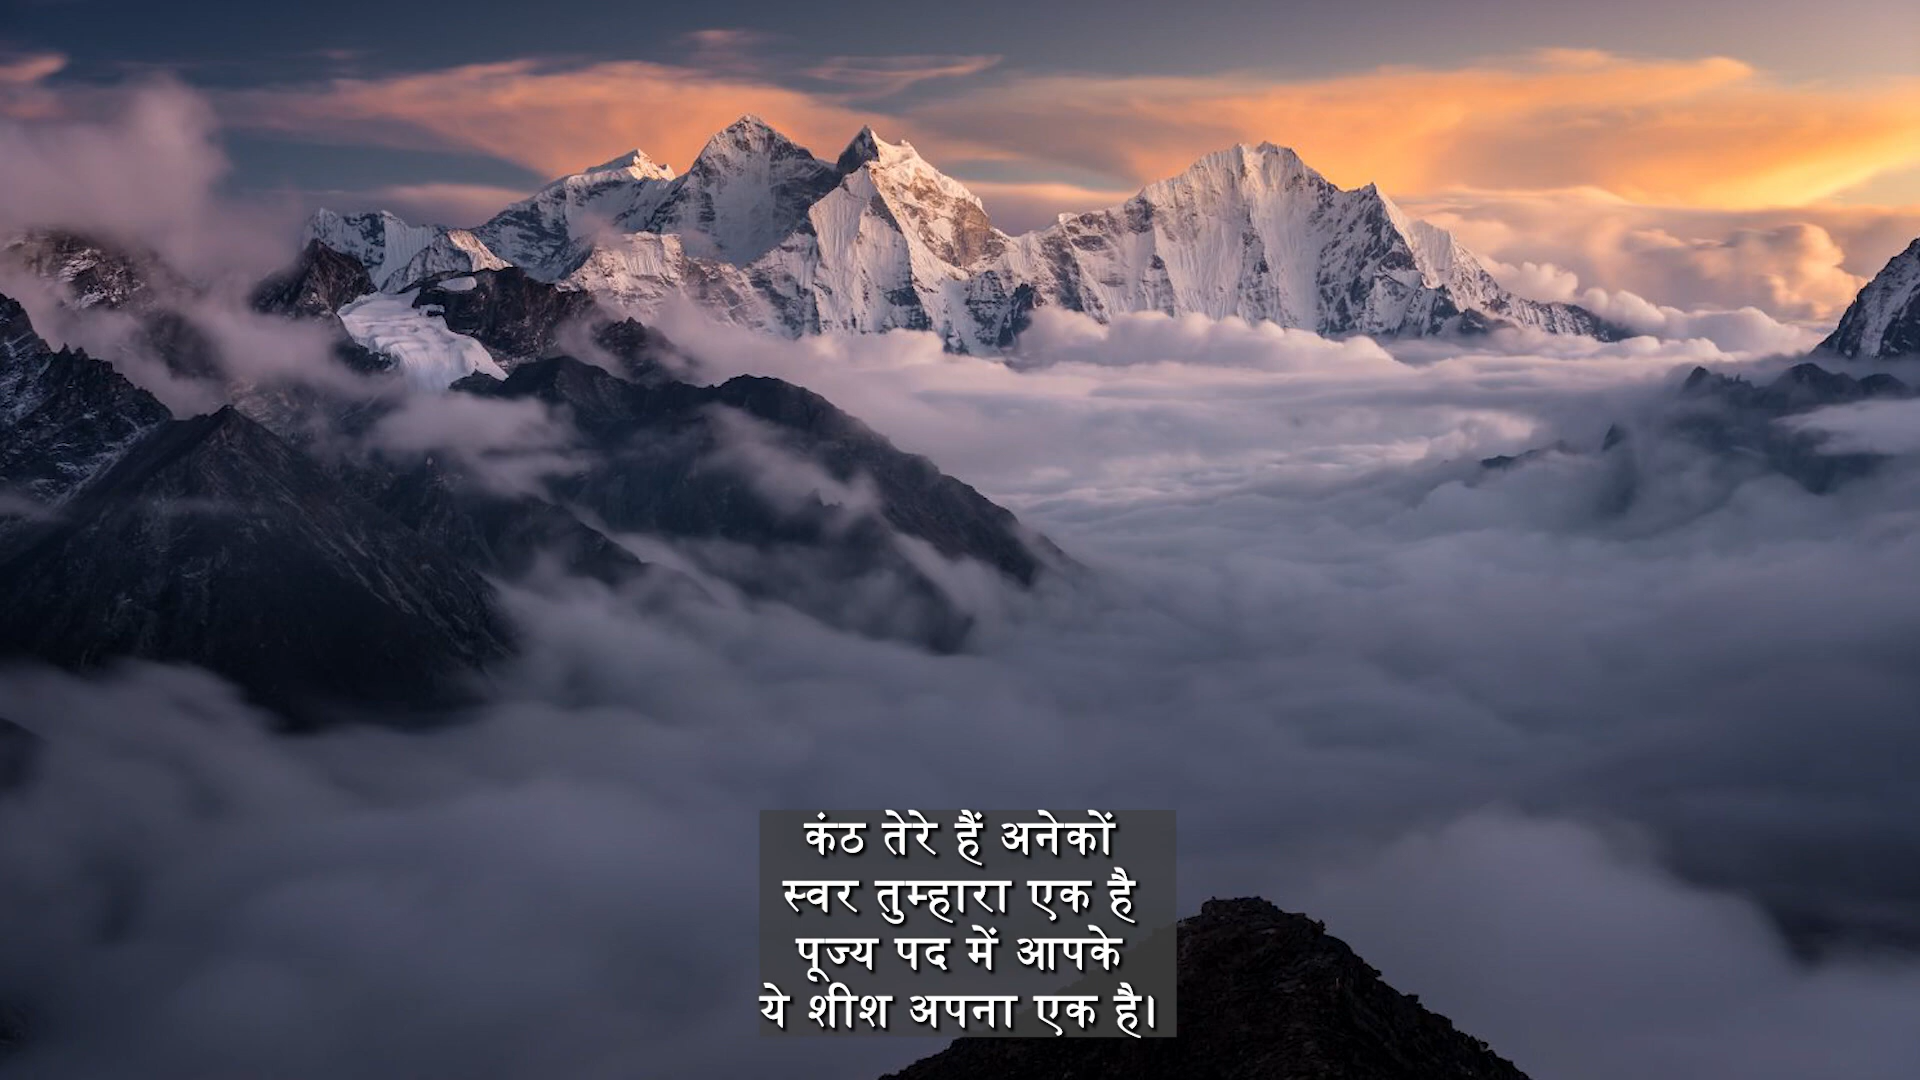 कंठ तेरे हैं अनेकों
स्वर तुम्हारा एक है
पूज्य पद में आपके
ये शीश अपना एक है।